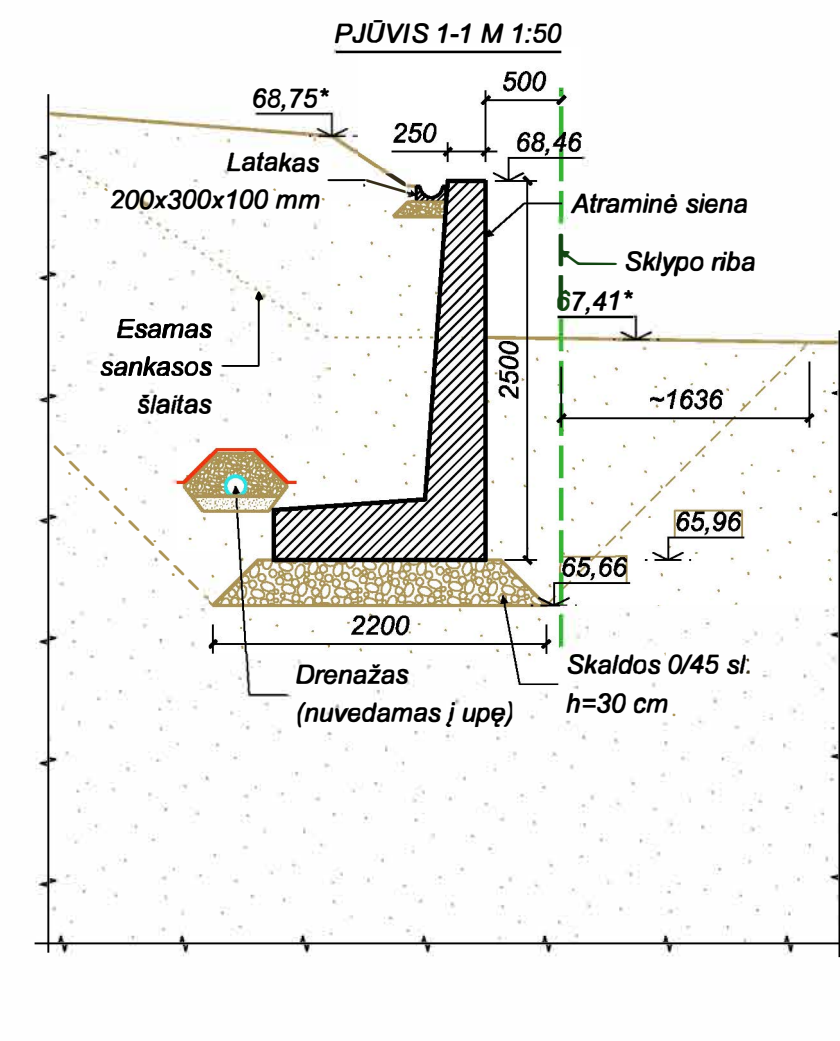 PJŪVIS 1-1 M 1:50
500
68,75*
250
68,46
Latakas
200x300x100 mm
Atraminė siena
Sklypo riba
67,41*
Esamas
sankasos
šlaitas
2500
~1636
65,96
65,66
2200
Drenažas
(nuvedamas į upę)
Skaldos 0/45 sl.
h=30 cm